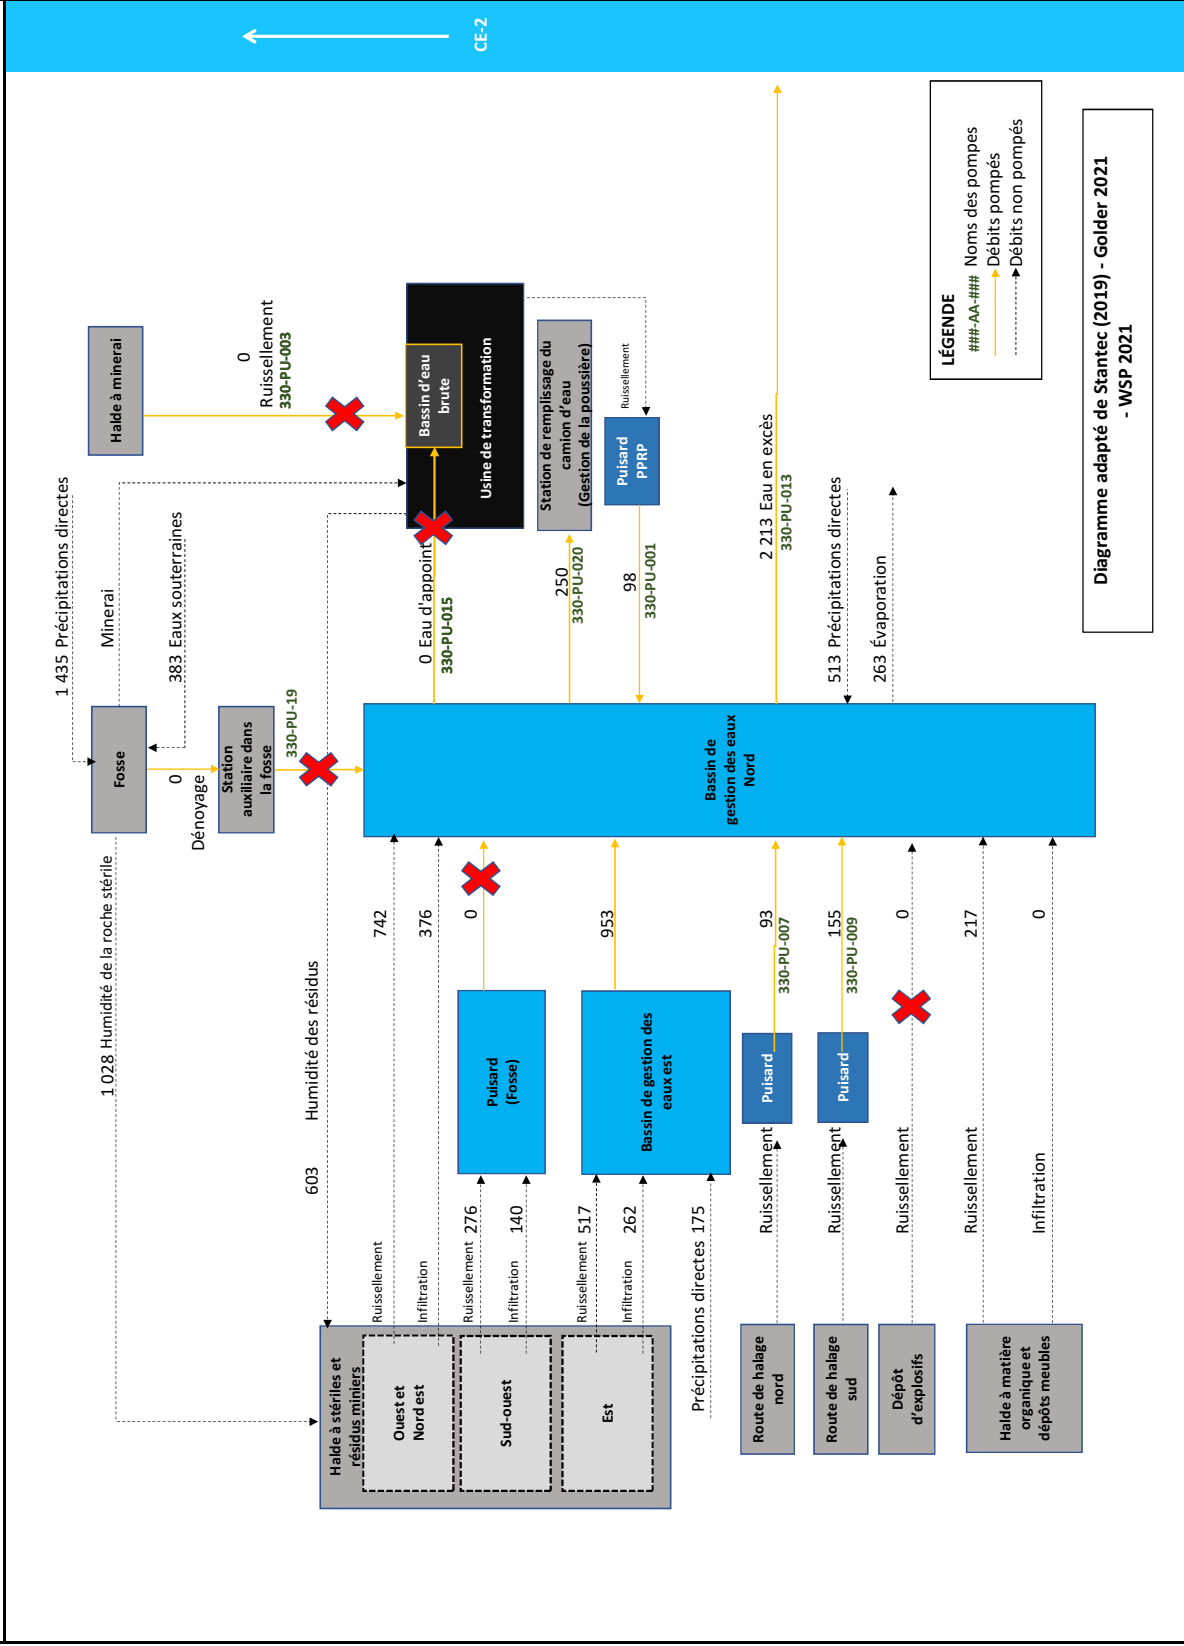 CE-2
1 435 Précipitations directes
Minerai
383 Eaux souterraines
Fosse
0
Dénoyage
Station
auxiliaire dans
la fosse
330-PU-19
Halde à minerai
0
Ruissellement
330-PU-003
1 028 Humidité de la roche stérile
603
Humidité des résidus
Usine de transformation
Bassin d'eau
brute
0 Eau d'appoint
330-PU-015
Station de remplissage du
camion d'eau
(Gestion de la poussière)
250
330-PU-020
Ruissellement
Puisard
PPRP
98
330-PU-001
2 213 Eau en excès
330-PU-013
513 Précipitations directes
263 Évaporation
Bassin de
gestion des eaux
Nord
Halde à stériles et
résidus miniers
Ouest et
Nord est
Ruissellement
742
Infiltration
376
Sud-ouest
Ruissellement 276
Infiltration
140
Puisard
(Fosse)
0
Est
Ruissellement 517
Infiltration
262
Précipitations directes 175
Bassin de gestion des
eaux est
953
Route de halage
nord
Ruissellement
Puisard
93
330-PU-007
Route de halage
sud
Ruissellement
Puisard
155
330-PU-009
Dépôt
d'explosifs
Ruissellement
0
Halde à matière
organique et
dépôts meubles
Ruissellement
217
Infiltration
0
LÉGENDE
###-AA-### Noms des pompes
Débits pompés
Débits non pompés
Diagramme adapté de Stantec (2019) - Golder 2021
- WSP 2021